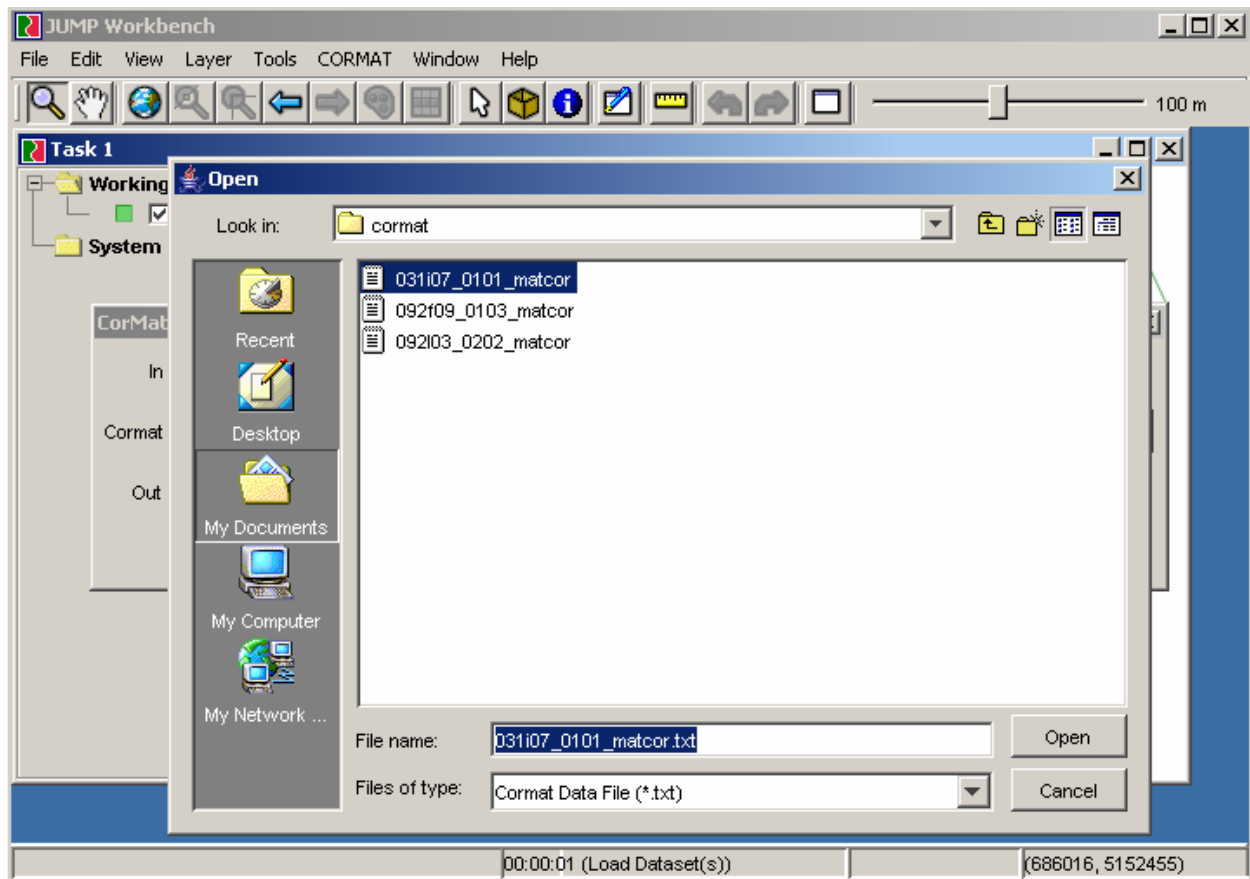 JUMP Workbench
File Edit View Layer Tools CORMAT Window Help
100 m
Task 1
Working
System
CorMat
In
Cormat
Out
Open
Look in: cormat
Recent
Desktop
My Documents
My Computer
My Network ...
031i07_0101_matcor
092f09_0103_matcor
092l03_0202_matcor
File name: 031i07_0101_matcor.txt Open
Files of type: Cormat Data File (*.txt) Cancel
00:00:01 (Load Dataset(s)) (686016, 5152455)